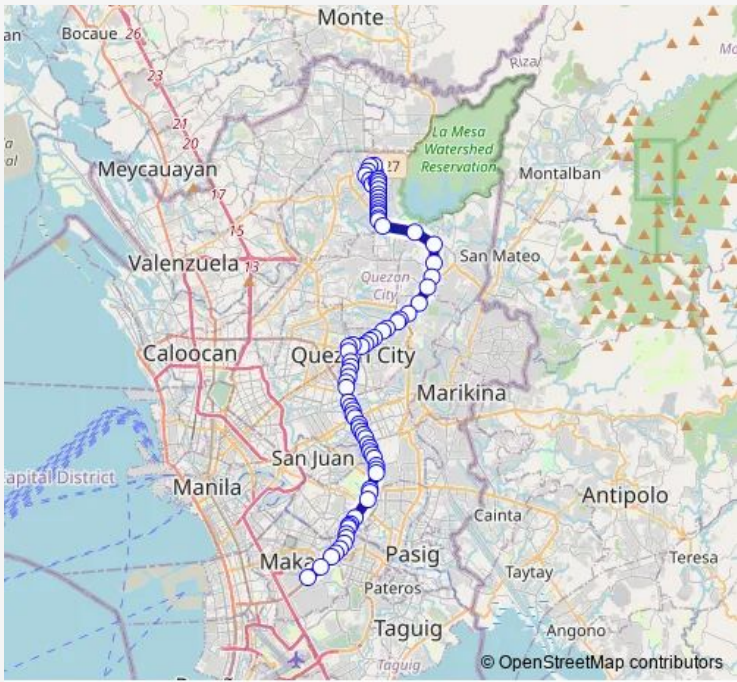 Monte
Bocaue
26
23
Rizal
21
20
La Mesa
Watershed
Reservation
27
Meycauayan
Montalban
17
15
San Mateo
Valenzuela
13
Quezon
City
Caloocan
Quezon City
Marikina
San Juan
Capital District
Manila
Antipolo
Cainta
Maka
Pasig
Teresa
Taytay
Pateros
Taguig
Angono
Taguig
© OpenStreetMap contributors